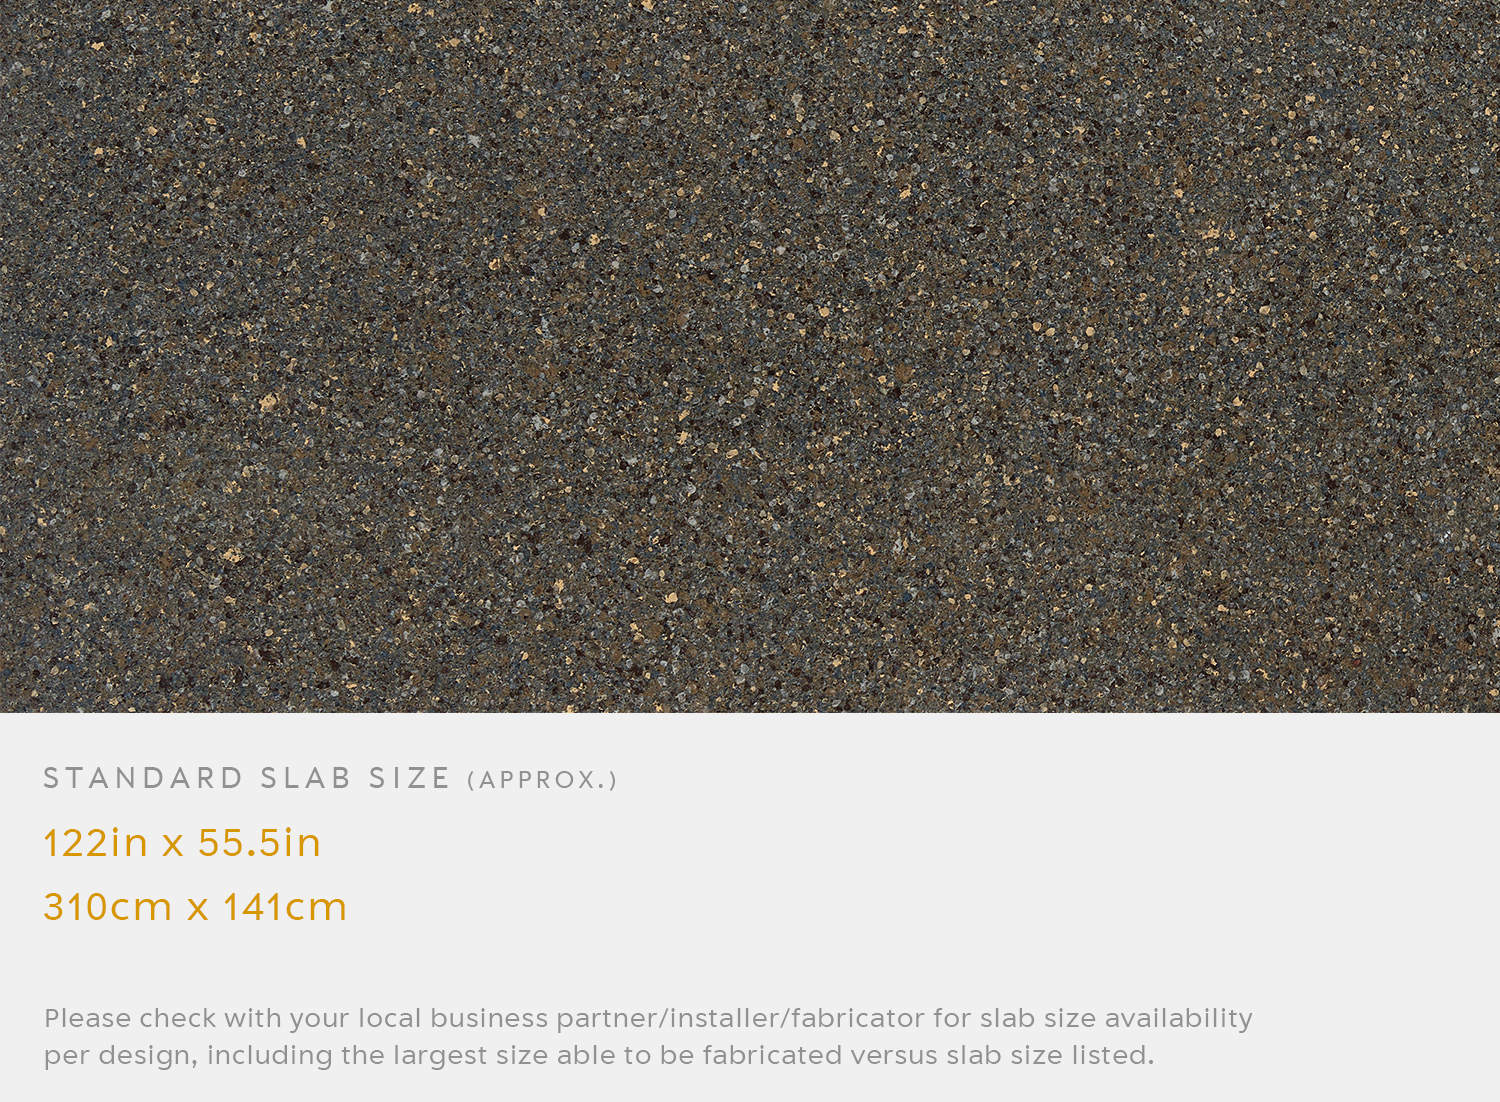 STANDARD SLAB SIZE (APPROX.)
122in x 55.5in
310cm x 141cm
Please check with your local business partner/installer/fabricator for slab size availability
per design, including the largest size able to be fabricated versus slab size listed.